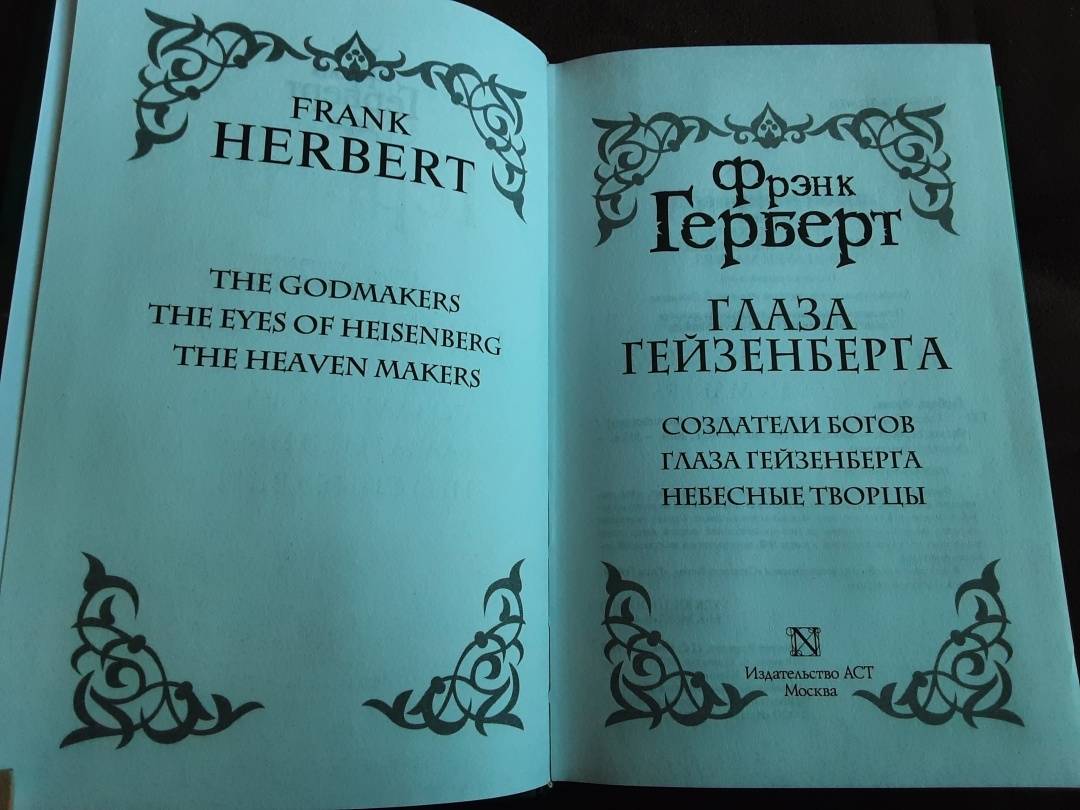 FRANK
HERBERT
THE GODMAKERS
THE EYES OF HEISENBERG
THE HEAVEN MAKERS
Фрэнк
Герберт
ГЛАЗА
ГЕЙЗЕНБЕРГА
СОЗДАТЕЛИ БОГОВ
ГЛАЗА ГЕЙЗЕНБЕРГА
НЕБЕСНЫЕ ТВОРЦЫ
N
Издательство АСТ
Москва